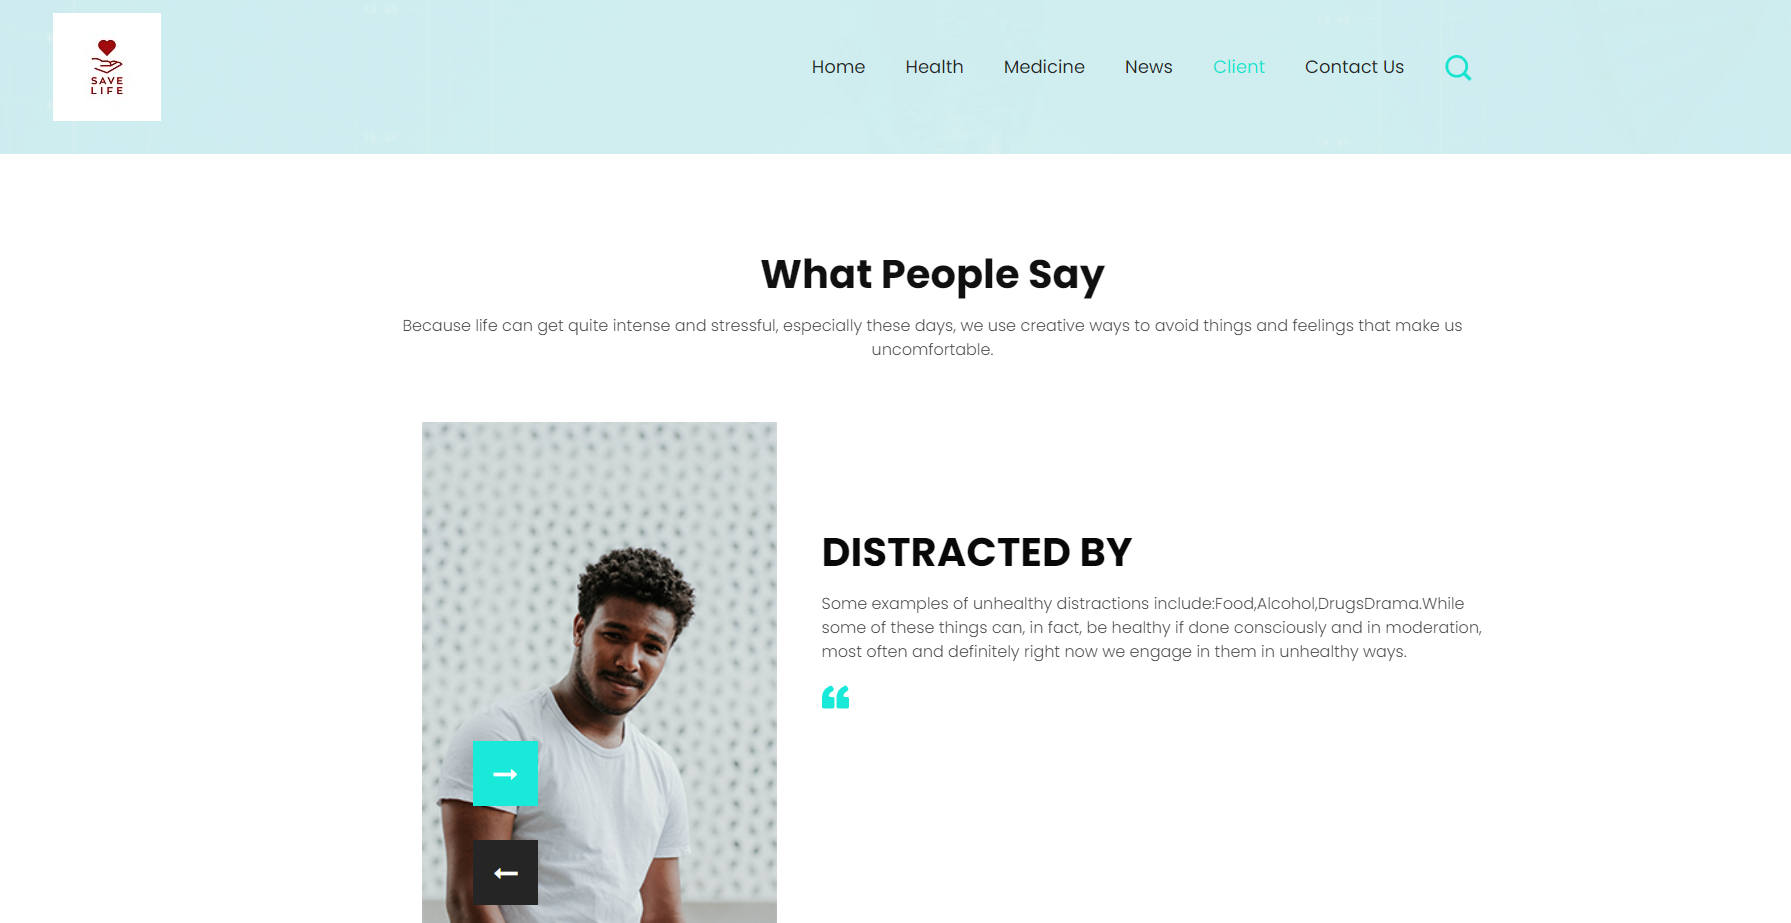 SAVE
LIFE
Home Health Medicine News Client Contact Us
What People Say
Because life can get quite intense and stressful, especially these days, we use creative ways to avoid things and feelings that make us
uncomfortable.
DISTRACTED BY
Some examples of unhealthy distractions include:Food,Alcohol,DrugsDrama.While
some of these things can, in fact, be healthy if done consciously and in moderation,
most often and definitely right now we engage in them in unhealthy ways.